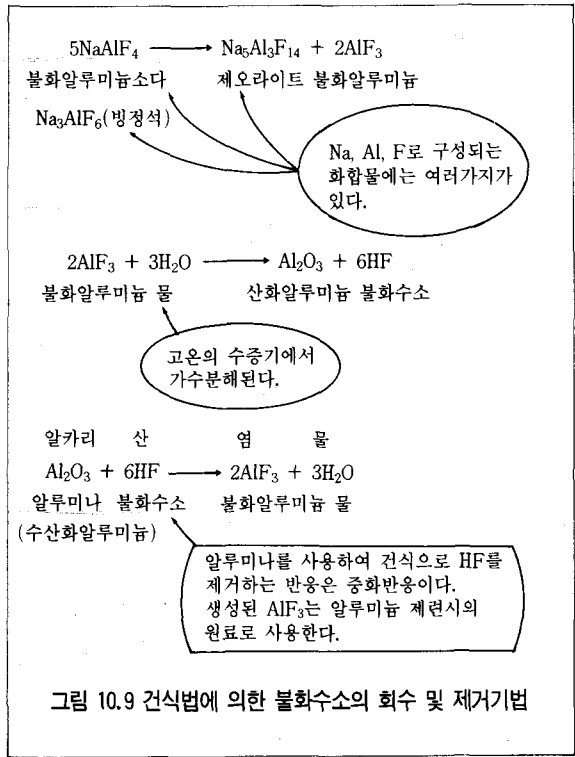 5NaAlF₄ ⟶ Na₅Al₃F₁₄ + 2AlF₃
불화알루미늄소다 제오라이트 불화알루미늄
Na₃AlF₆(빙정석)
Na, Al, F로 구성되는
화합물에는 여러가지가
있다.
2AlF₃ + 3H₂O ⟶ Al₂O₃ + 6HF
불화알루미늄 물 산화알루미늄 불화수소
고온의 수증기에서
가수분해된다.
알카리 산 염 물
Al₂O₃ + 6HF ⟶ 2AlF₃ + 3H₂O
알루미나 불화수소 불화알루미늄 물
(수산화알루미늄)
알루미나를 사용하여 건식으로 HF를
제거하는 반응은 중화반응이다.
생성된 AlF₃는 알루미늄 제련시의
원료로 사용한다.
그림 10.9 건식법에 의한 불화수소의 회수 및 제거기법